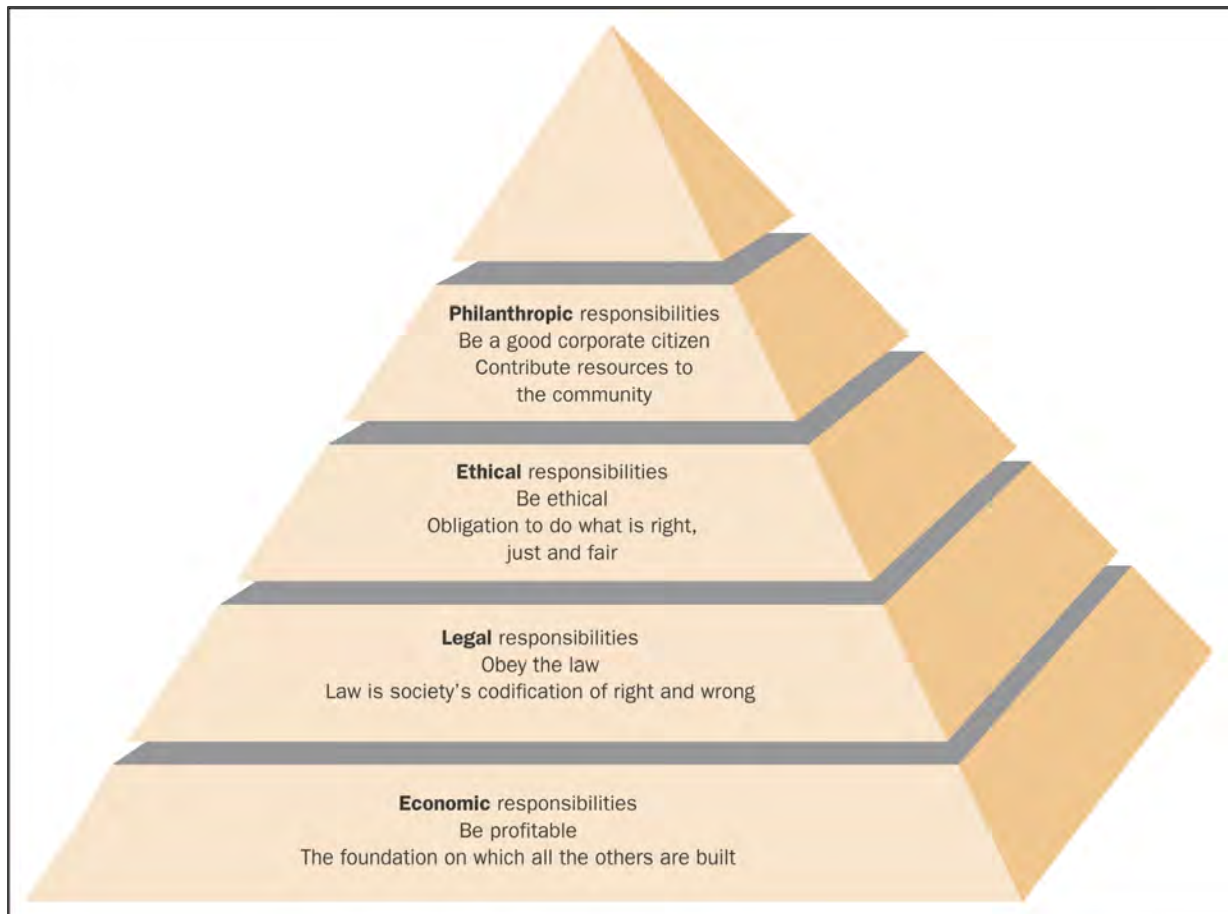 Philanthropic responsibilities
Be a good corporate citizen
Contribute resources to
the community
Ethical responsibilities
Be ethical
Obligation to do what is right,
just and fair
Legal responsibilities
Obey the law
Law is society's codification of right and wrong
Economic responsibilities
Be profitable
The foundation on which all the others are built